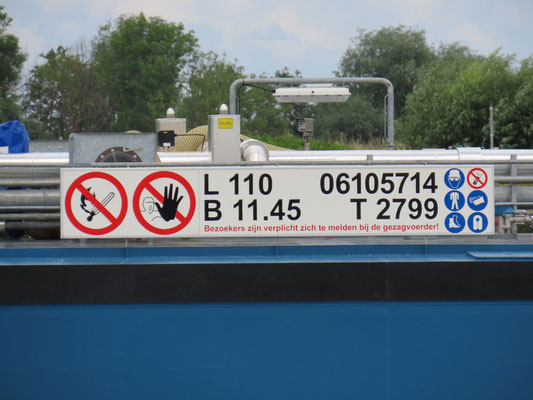 L 110 06105714
B 11.45 T 2799
Bezoekers zijn verplicht zich te melden bij de gezagvoerder!